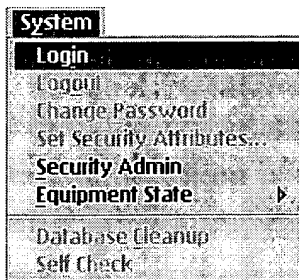 System
Login
Logout
Change Password
Set Security Attributes...
Security Admin
Equipment State
Database Cleanup
Self Check